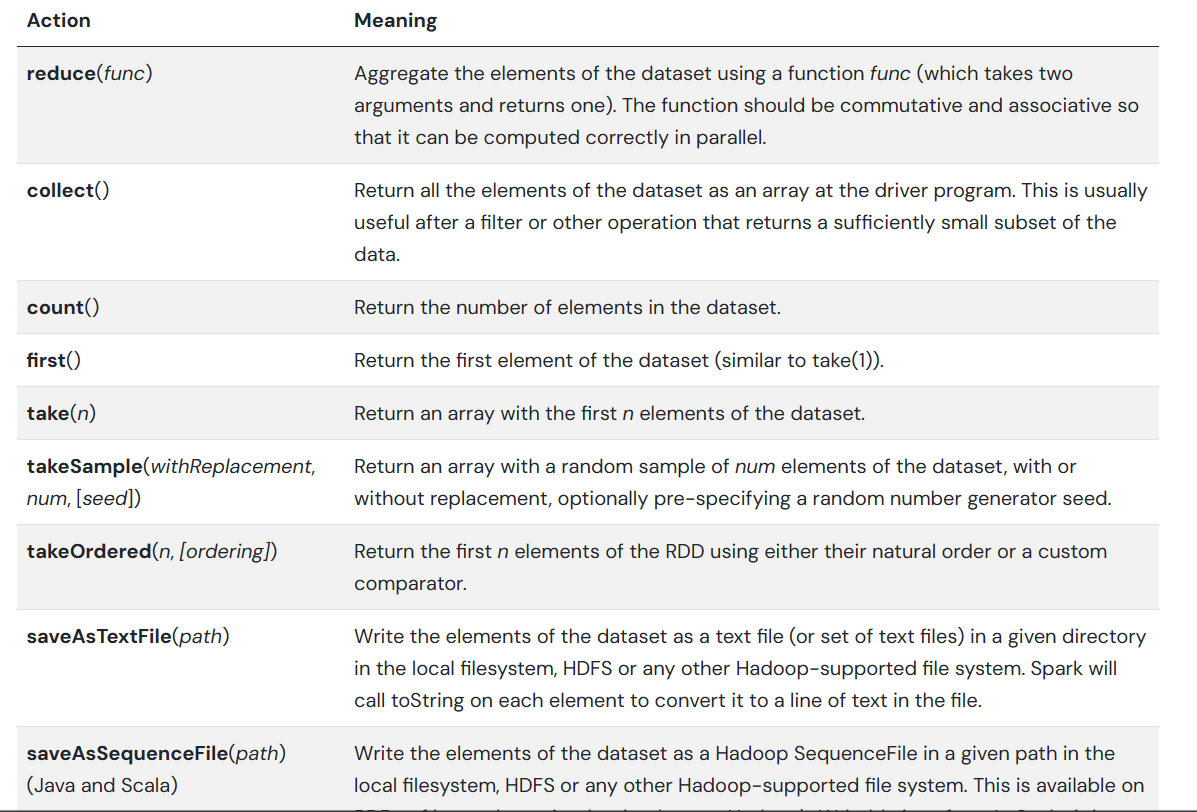 Action Meaning
reduce(func) Aggregate the elements of the dataset using a function func (which takes two
arguments and returns one). The function should be commutative and associative so
that it can be computed correctly in parallel.
collect() Return all the elements of the dataset as an array at the driver program. This is usually
useful after a filter or other operation that returns a sufficiently small subset of the
data.
count() Return the number of elements in the dataset.
first() Return the first element of the dataset (similar to take(1)).
take(n) Return an array with the first n elements of the dataset.
takeSample(withReplacement, Return an array with a random sample of num elements of the dataset, with or
num, [seed]) without replacement, optionally pre-specifying a random number generator seed.
takeOrdered(n, [ordering]) Return the first n elements of the RDD using either their natural order or a custom
comparator.
saveAsTextFile(path) Write the elements of the dataset as a text file (or set of text files) in a given directory
in the local filesystem, HDFS or any other Hadoop-supported file system. Spark will
call toString on each element to convert it to a line of text in the file.
saveAsSequenceFile(path) Write the elements of the dataset as a Hadoop SequenceFile in a given path in the
(Java and Scala) local filesystem, HDFS or any other Hadoop-supported file system. This is available on